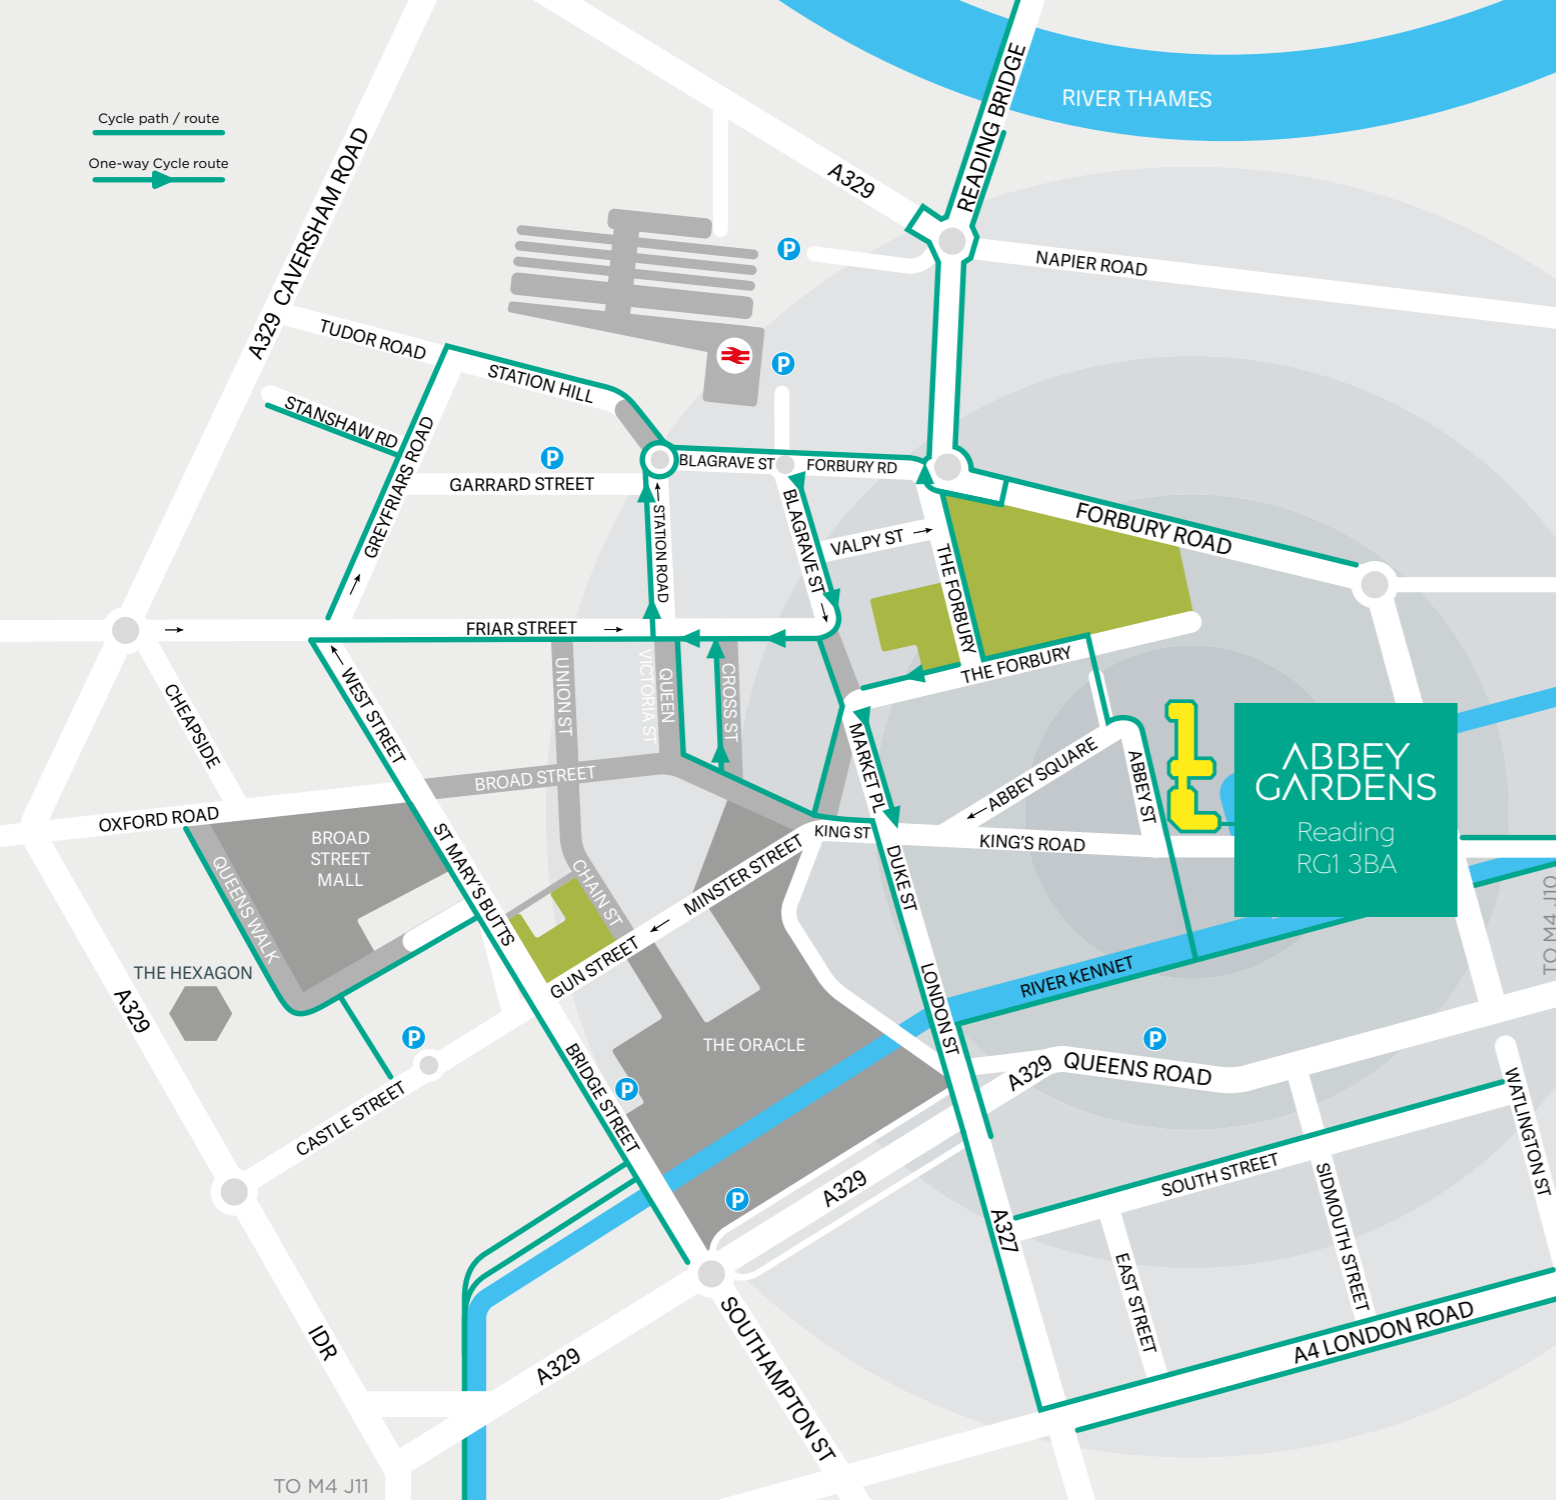 RIVER THAMES
READING BRIDGE
Cycle path / route
One-way Cycle route
A329
A329 CAVERSHAM ROAD
P
NAPIER ROAD
TUDOR ROAD
P
STATION HILL
STANSHAW RD
GREYFRIARS ROAD
P
GARRARD STREET
BLAGRAVE ST
FORBURY RD
STATION ROAD
BLAGRAVE ST
VALPY ST
FORBURY ROAD
THE FORBURY
FRIAR STREET
THE FORBURY
WEST STREET
UNION ST
QUEEN
VICTORIA ST
CROSS ST
CHEAPSIDE
MARKET PL
ABBEY SQUARE
ABBEY ST
ABBEY
GARDENS
Reading
RG1 3BA
BROAD STREET
OXFORD ROAD
BROAD
STREET
MALL
ST MARY'S BUTTS
KING ST
KING'S ROAD
QUEENS WALK
CHAIN ST
MINSTER STREET
DUKE ST
TO M4 J10
THE HEXAGON
GUN STREET
RIVER KENNET
LONDON ST
A329
P
THE ORACLE
P
A329
QUEENS ROAD
P
BRIDGE STREET
CASTLE STREET
WATLINGTON ST
A329
P
SOUTH STREET
SIDMOUTH STREET
A327
EAST STREET
IDR
A329
SOUTHAMPTON ST
A4 LONDON ROAD
TO M4 J11